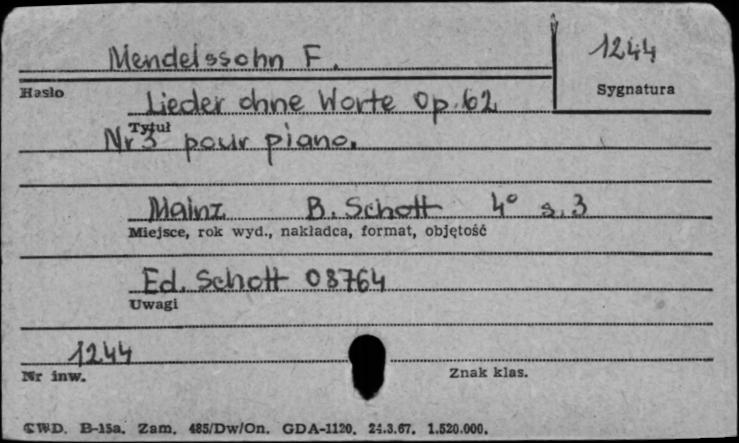 Mendelssohn F.
1244
Hasło
Sygnatura
Lieder ohne Worte Op. 62
Tytuł
Nr 3 pour piano.
Mainz B. Schott 4° s. 3
Miejsce, rok wyd., nakładca, format, objętość
Ed. Schott 08764
Uwagi
1244
Nr inw.
Znak klas.
CWD. B-15a. Zam. 485/Dw/On. GDA-1120. 24.3.67. 1.520.000.